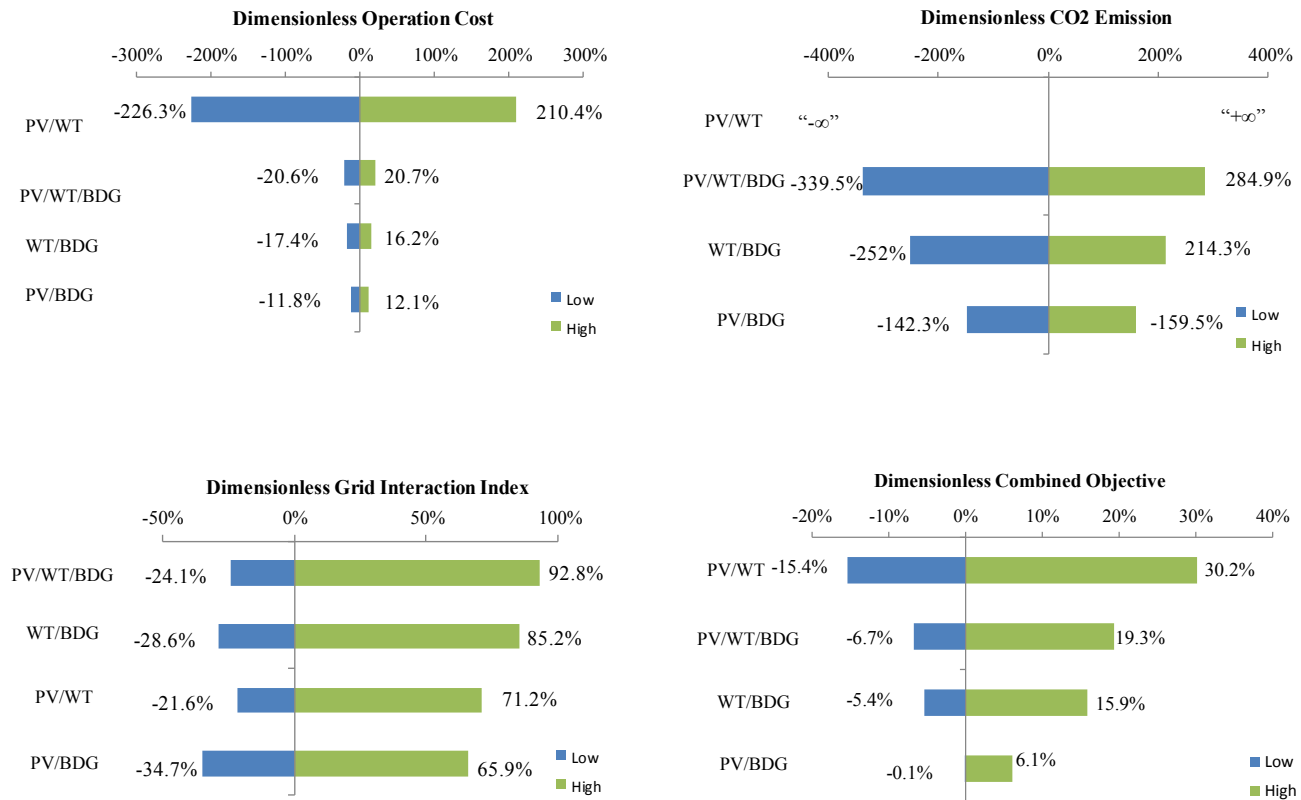 Dimensionless Operation Cost
-300% -200% -100% 0% 100% 200% 300%
-226.3% 210.4%
PV/WT
-20.6% 20.7%
PV/WT/BDG
-17.4% 16.2%
WT/BDG
PV/BDG -11.8% 12.1%
Low
High
Dimensionless CO2 Emission
-400% -200% 0% 200% 400%
PV/WT “-∞” “+∞”
PV/WT/BDG -339.5% 284.9%
WT/BDG -252% 214.3%
PV/BDG -142.3% -159.5%
Low
High
Dimensionless Grid Interaction Index
-50% 0% 50% 100%
PV/WT/BDG -24.1% 92.8%
WT/BDG -28.6% 85.2%
PV/WT -21.6% 71.2%
PV/BDG -34.7% 65.9%
Low
High
Dimensionless Combined Objective
-20% -10% 0% 10% 20% 30% 40%
PV/WT -15.4% 30.2%
PV/WT/BDG -6.7% 19.3%
WT/BDG -5.4% 15.9%
PV/BDG -0.1% 6.1%
Low
High